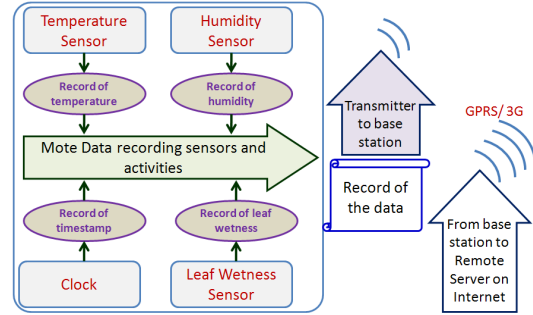 Temperature
Sensor
Humidity
Sensor
Record of
temperature
Record of
humidity
Mote Data recording sensors and
activities
Record of
timestamp
Record of leaf
wetness
Clock
Leaf Wetness
Sensor
Transmitter
to base
station
Record of
the data
GPRS/ 3G
From base
station to
Remote
Server on
Internet